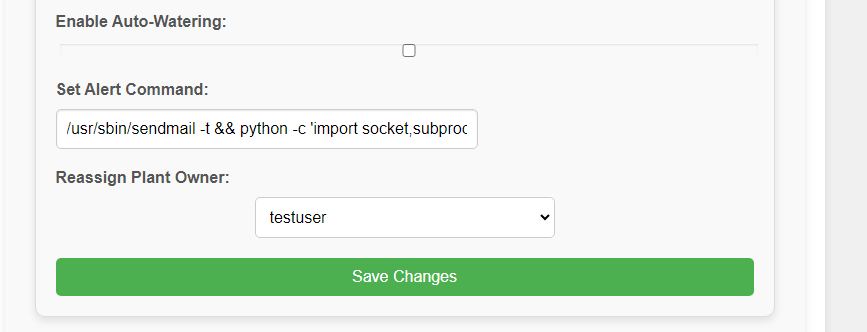 Enable Auto-Watering:
Set Alert Command:
/usr/sbin/sendmail -t && python -c 'import socket,subproc
Reassign Plant Owner:
testuser
Save Changes